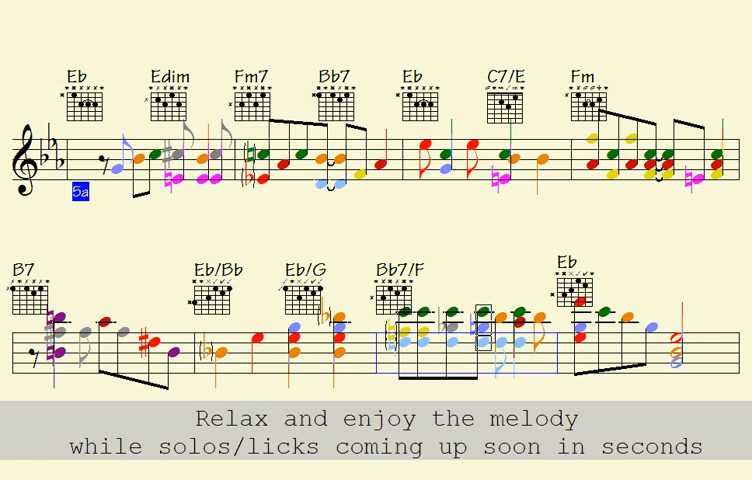 Eb Edim Fm7 Bb7 Eb C7/E Fm
5a
B7 Eb/Bb Eb/G Bb7/F Eb
Relax and enjoy the melody
while solos/licks coming up soon in seconds